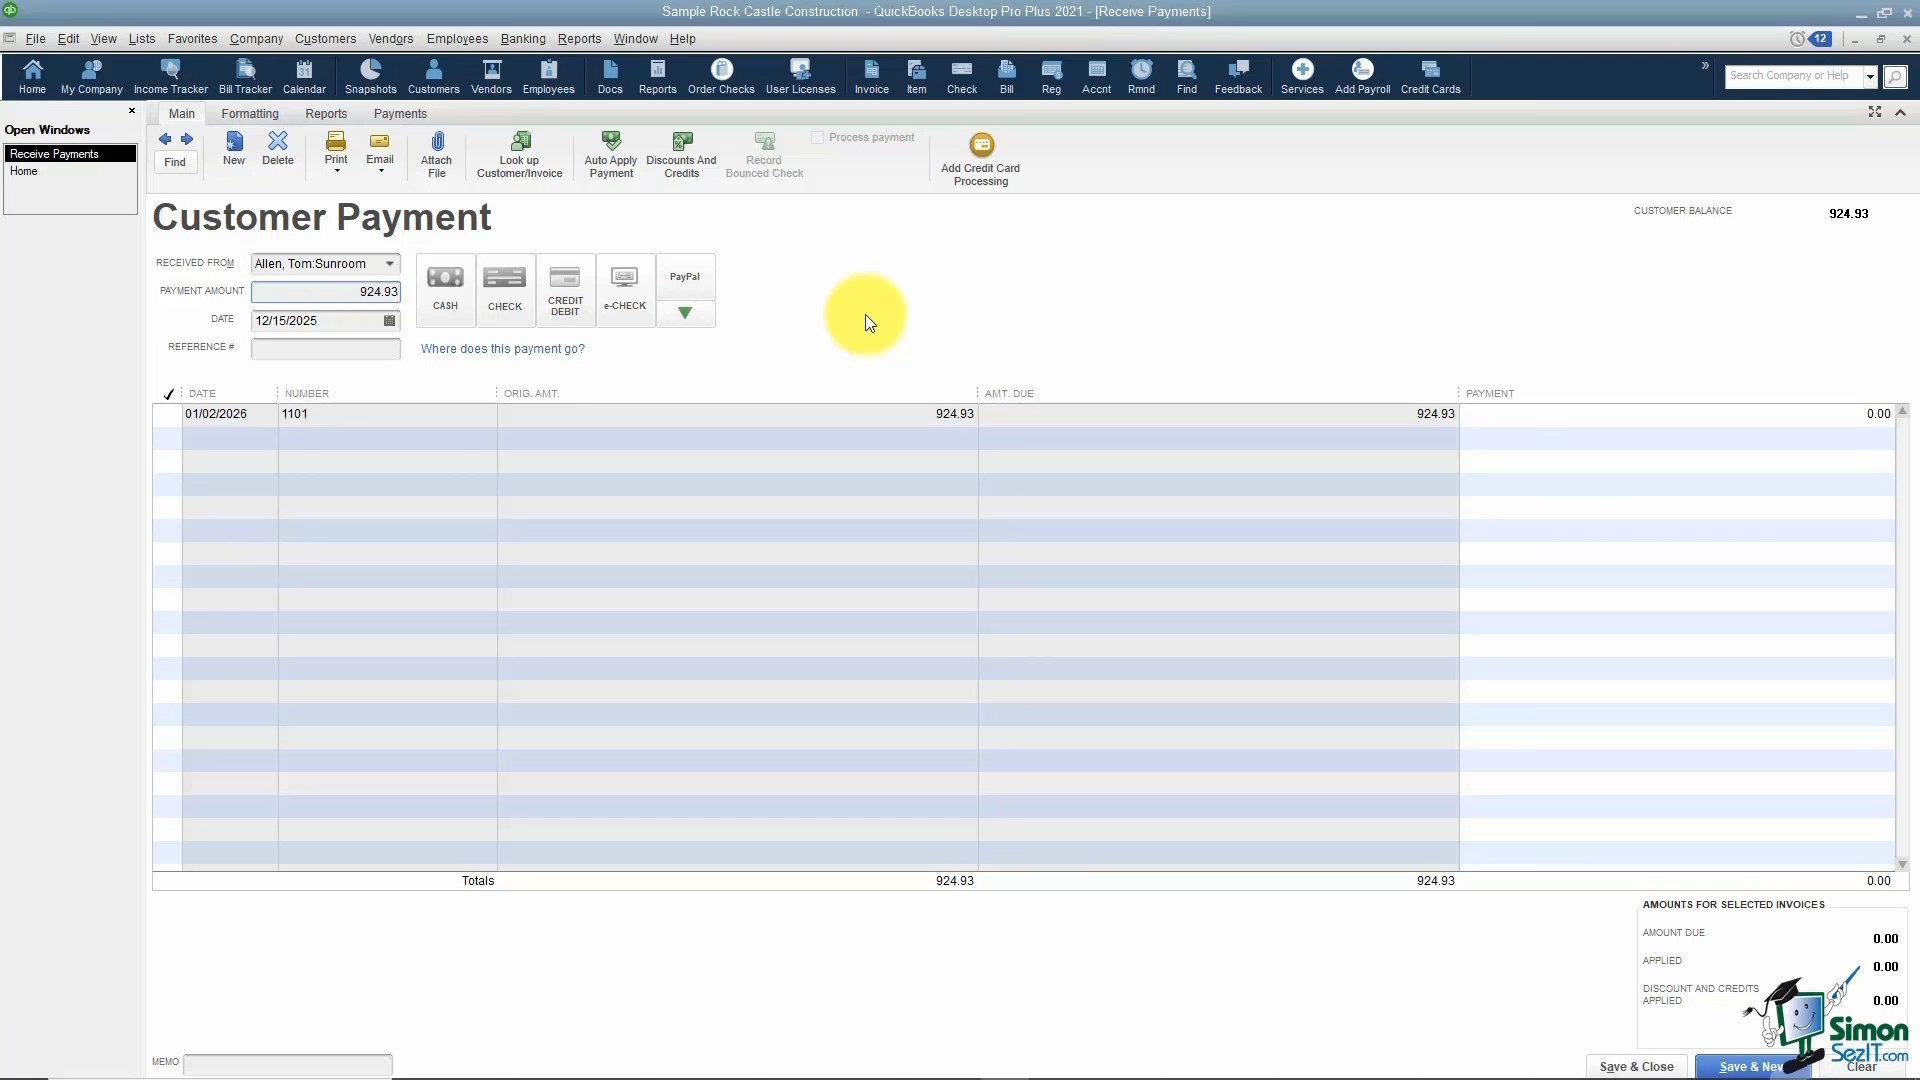 qb Sample Rock Castle Construction - QuickBooks Desktop Pro Plus 2021 - [Receive Payments]
File Edit View Lists Favorites Company Customers Vendors Employees Banking Reports Window Help 12
Home My Company Income Tracker Bill Tracker Calendar Snapshots Customers Vendors Employees Docs Reports Order Checks User Licenses Invoice Item Check Bill Reg Accnt Rmnd Find Feedback Services Add Payroll Credit Cards » Search Company or Help
Main Formatting Reports Payments
Open Windows
Receive Payments
Home
Find New Delete Print Email Attach File Look up Customer/Invoice Auto Apply Payment Discounts And Credits Record Bounced Check Process payment Add Credit Card Processing
Customer Payment
CUSTOMER BALANCE 924.93
RECEIVED FROM Allen, Tom:Sunroom
PAYMENT AMOUNT 924.93
DATE 12/15/2025
REFERENCE #
CASH CHECK CREDIT DEBIT e-CHECK PayPal
Where does this payment go?
DATE NUMBER ORIG. AMT. AMT. DUE PAYMENT
01/02/2026 1101 924.93 924.93 0.00
Totals 924.93 924.93 0.00
AMOUNTS FOR SELECTED INVOICES
AMOUNT DUE 0.00
APPLIED 0.00
DISCOUNT AND CREDITS APPLIED 0.00
MEMO
Save & Close Save & New Clear
Simon
SezIT.com